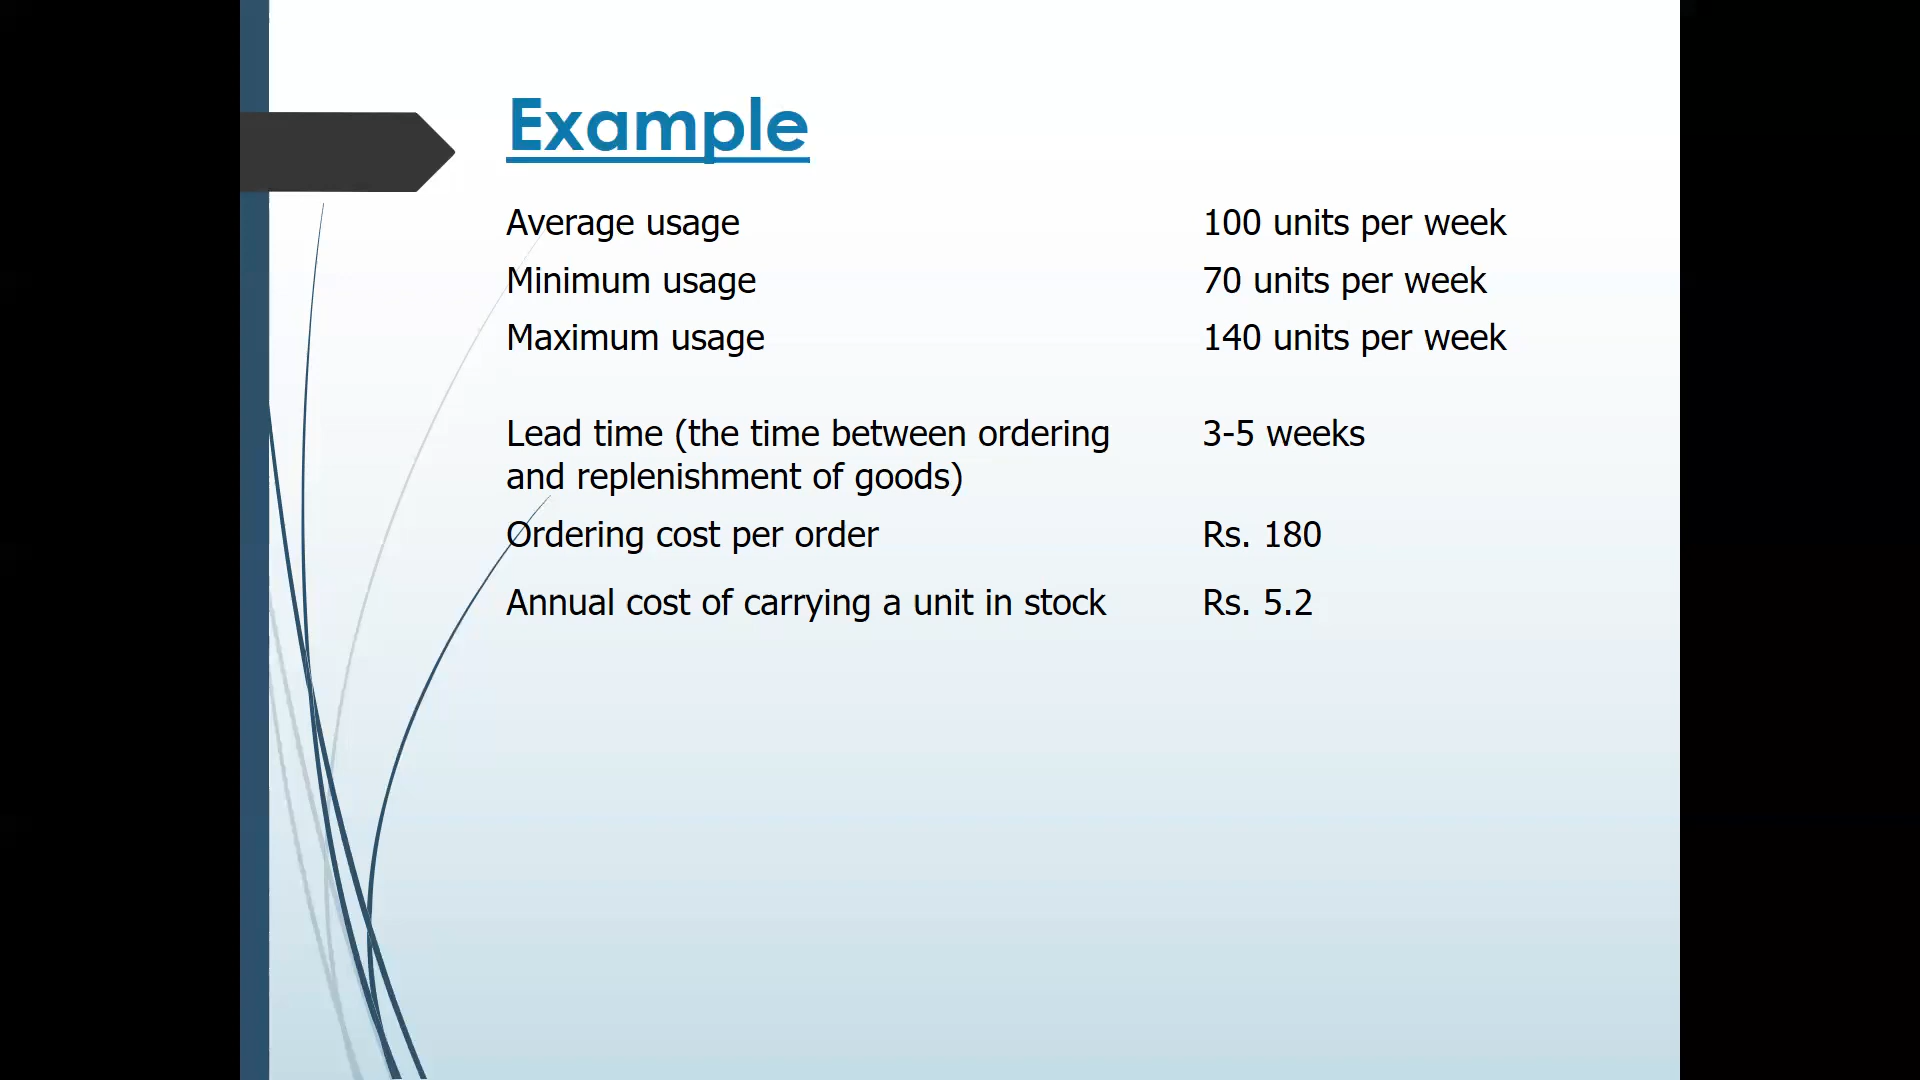 Example
Average usage 100 units per week
Minimum usage 70 units per week
Maximum usage 140 units per week
Lead time (the time between ordering 3-5 weeks
and replenishment of goods)
Ordering cost per order Rs. 180
Annual cost of carrying a unit in stock Rs. 5.2